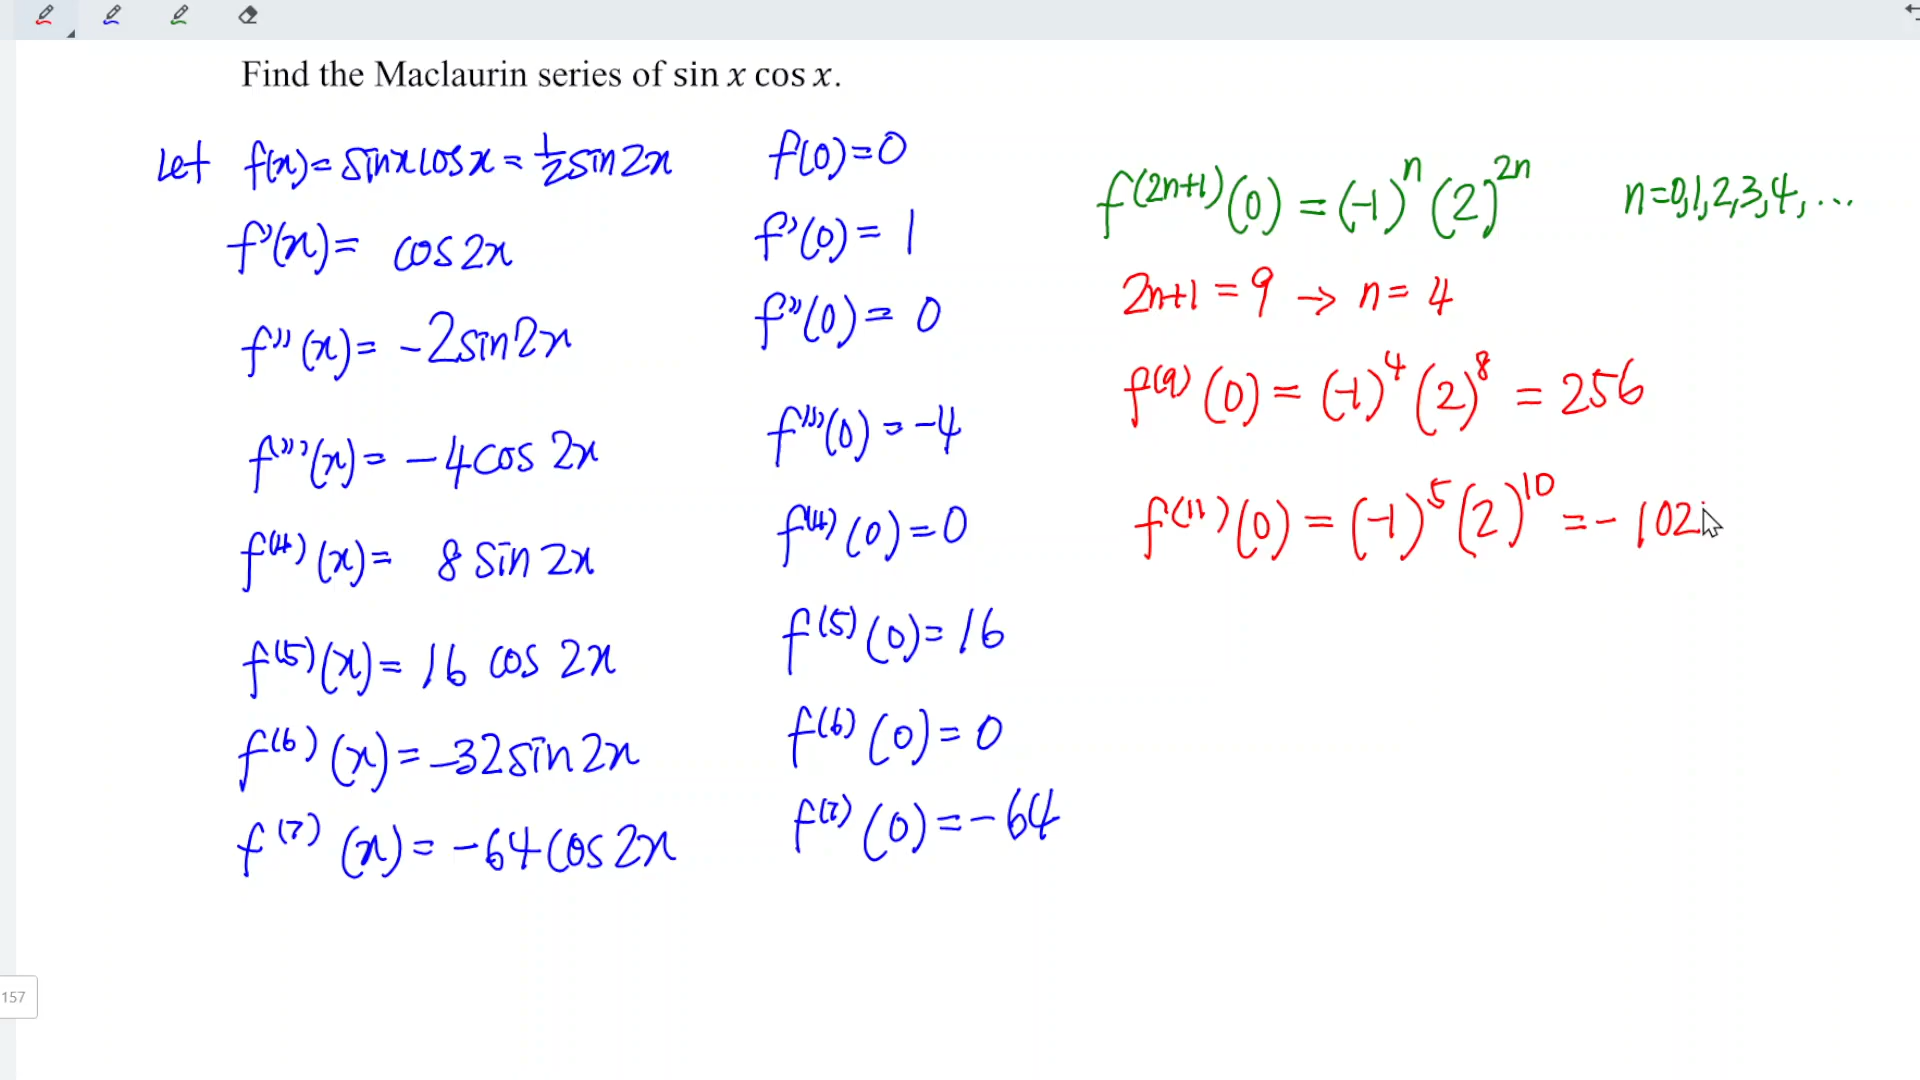 Find the Maclaurin series of sin x cos x.
Let f(x) = sinx cosx = 1/2 sin 2x
f'(x) = cos 2x
f''(x) = -2 sin 2x
f'''(x) = -4 cos 2x
f⁽⁴⁾(x) = 8 sin 2x
f⁽⁵⁾(x) = 16 cos 2x
f⁽⁶⁾(x) = -32 sin 2x
f⁽⁷⁾(x) = -64 cos 2x
f(0) = 0
f'(0) = 1
f''(0) = 0
f'''(0) = -4
f⁽⁴⁾(0) = 0
f⁽⁵⁾(0) = 16
f⁽⁶⁾(0) = 0
f⁽⁷⁾(0) = -64
f⁽²ⁿ⁺¹⁾(0) = (-1)ⁿ (2)²ⁿ n=0,1,2,3,4,...
2n+1 = 9 → n = 4
f⁽⁹⁾(0) = (-1)⁴ (2)⁸ = 256
f⁽¹¹⁾(0) = (-1)⁵ (2)¹⁰ = - 102
157